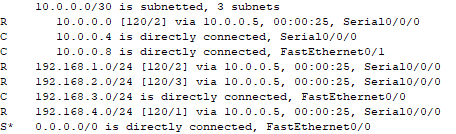 10.0.0.0/30 is subnetted, 3 subnets
R 10.0.0.0 [120/2] via 10.0.0.5, 00:00:25, Serial0/0/0
C 10.0.0.4 is directly connected, Serial0/0/0
C 10.0.0.8 is directly connected, FastEthernet0/1
R 192.168.1.0/24 [120/2] via 10.0.0.5, 00:00:25, Serial0/0/0
R 192.168.2.0/24 [120/3] via 10.0.0.5, 00:00:25, Serial0/0/0
C 192.168.3.0/24 is directly connected, FastEthernet0/0
R 192.168.4.0/24 [120/1] via 10.0.0.5, 00:00:25, Serial0/0/0
S* 0.0.0.0/0 is directly connected, FastEthernet0/0